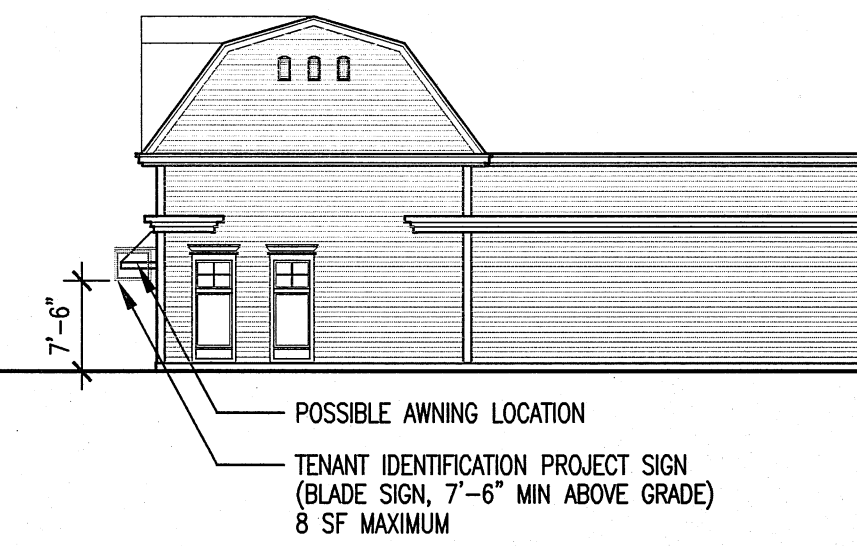 7'-6"
POSSIBLE AWNING LOCATION
TENANT IDENTIFICATION PROJECT SIGN
(BLADE SIGN, 7'-6" MIN ABOVE GRADE)
8 SF MAXIMUM